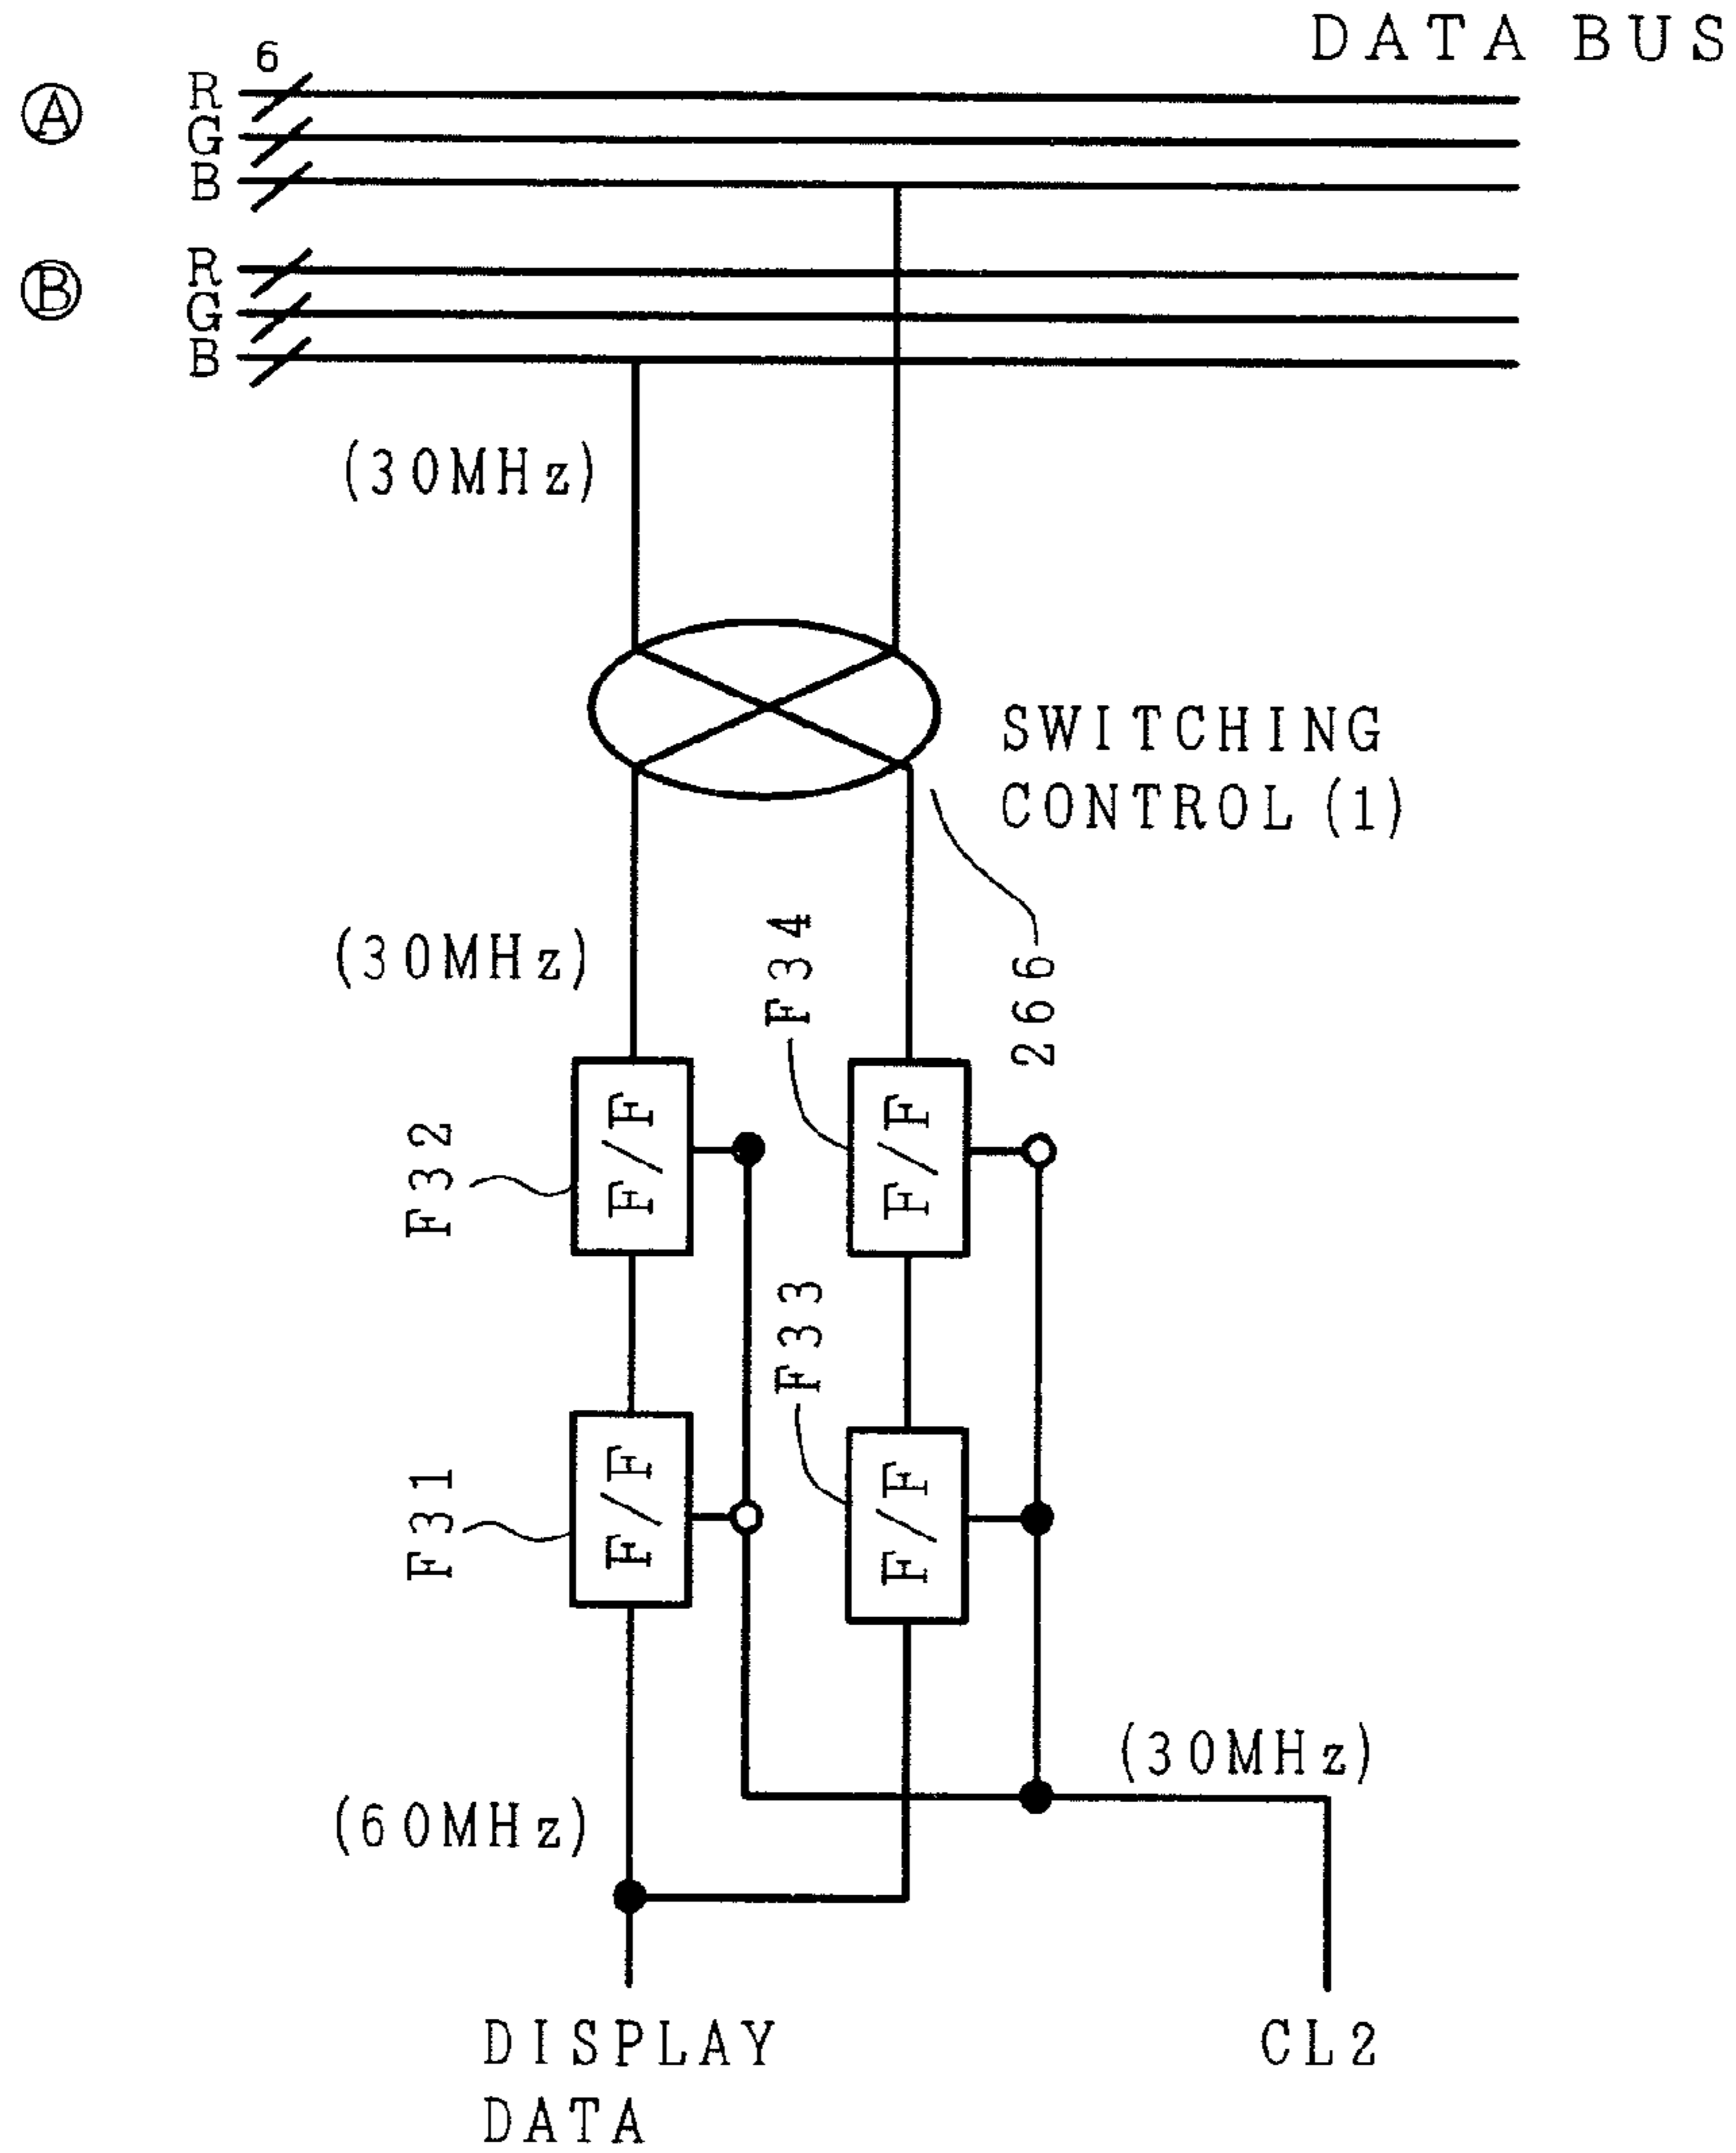 DATA BUS
6
A
R
G
B
B
R
G
B
(30MHz)
SWITCHING
CONTROL (1)
(30MHz)
F34
266
F/F
F/F
F32
F33
F/F
F/F
F31
(30MHz)
(60MHz)
DISPLAY
DATA
CL2